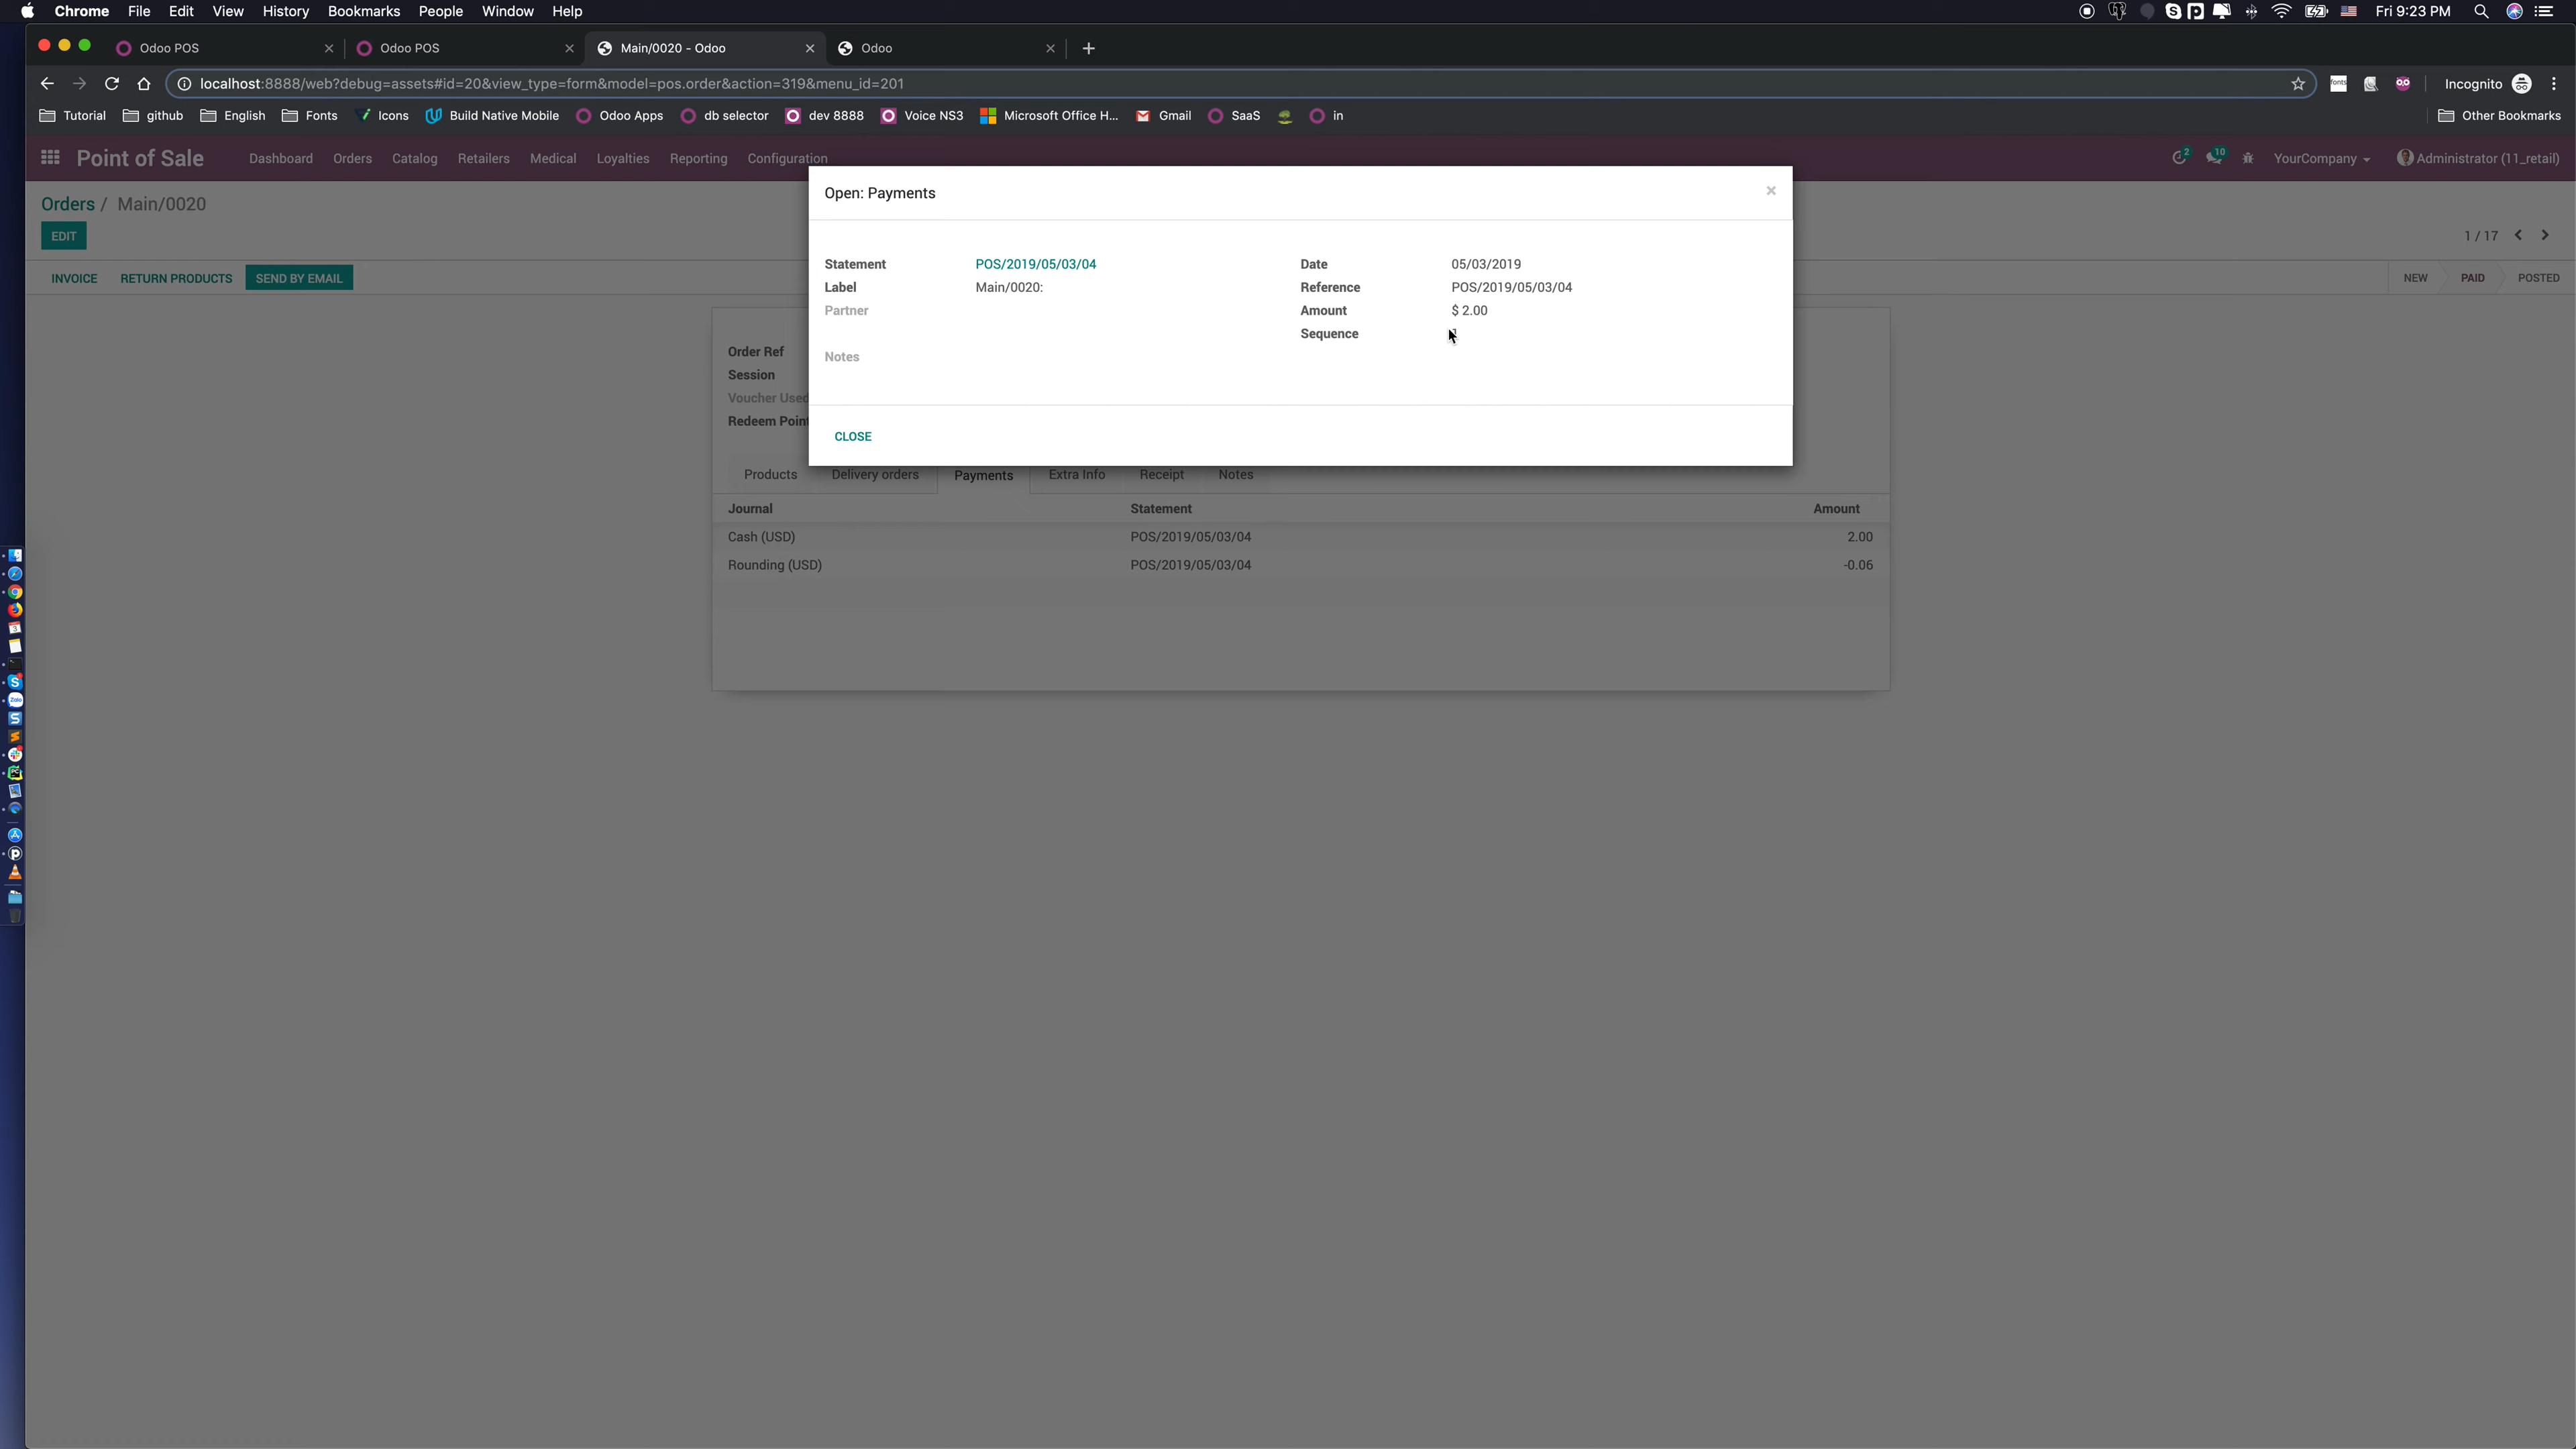 Chrome File Edit View History Bookmarks People Window Help Fri 9:23 PM
Odoo POS Odoo POS Main/0020 - Odoo Odoo
localhost:8888/web?debug=assets#id=20&view_type=form&model=pos.order&action=319&menu_id=201 fonts Incognito
Tutorial github English Fonts Icons Build Native Mobile Odoo Apps db selector dev 8888 Voice NS3 Microsoft Office H... Gmail SaaS in Other Bookmarks
Point of Sale Dashboard Orders Catalog Retailers Medical Loyalties Reporting Configuration 2 10 YourCompany Administrator (11_retail)
Open: Payments
Orders / Main/0020
EDIT 1 / 17
INVOICE RETURN PRODUCTS SEND BY EMAIL NEW PAID POSTED
Statement POS/2019/05/03/04 Date 05/03/2019
Label Main/0020: Reference POS/2019/05/03/04
Partner Amount $ 2.00
Sequence
Notes
Order Ref
Session
Voucher Used
Redeem Point
CLOSE
Products Delivery orders Payments Extra Info Receipt Notes
Journal Statement Amount
Cash (USD) POS/2019/05/03/04 2.00
Rounding (USD) POS/2019/05/03/04 -0.06